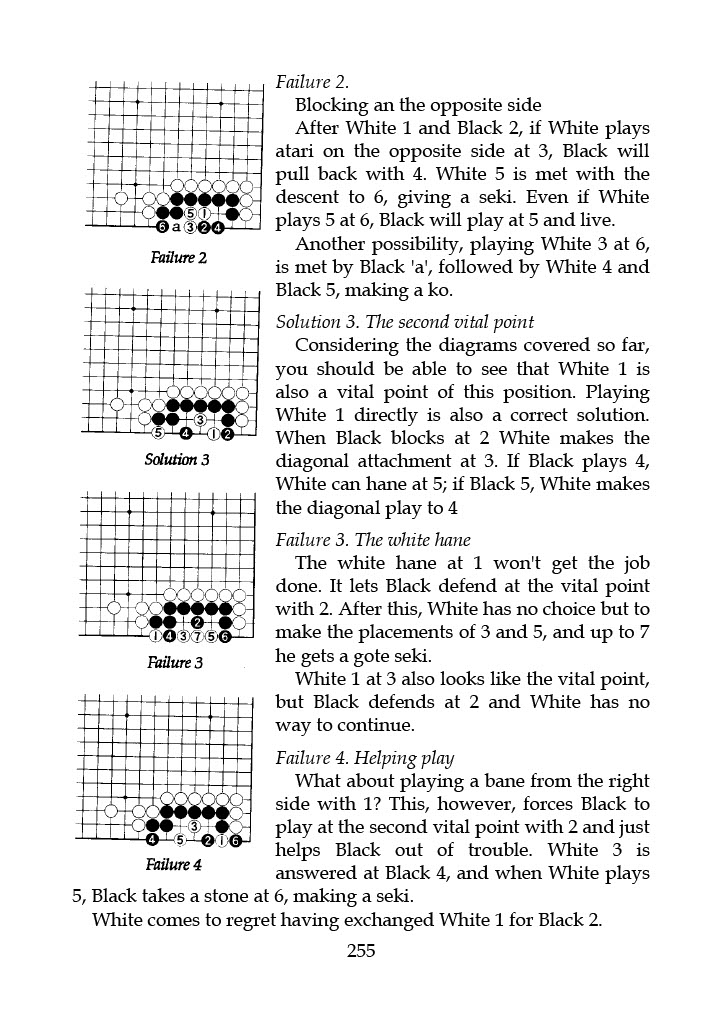 Failure 2.
Blocking an the opposite side
After White 1 and Black 2, if White plays
atari on the opposite side at 3, Black will
pull back with 4. White 5 is met with the
descent to 6, giving a seki. Even if White
plays 5 at 6, Black will play at 5 and live.
Another possibility, playing White 3 at 6,
is met by Black 'a', followed by White 4 and
Black 5, making a ko.
5 1
6 a 3 2 4
Failure 2
Solution 3. The second vital point
Considering the diagrams covered so far,
you should be able to see that White 1 is
also a vital point of this position. Playing
White 1 directly is also a correct solution.
When Black blocks at 2 White makes the
diagonal attachment at 3. If Black plays 4,
White can hane at 5; if Black 5, White makes
the diagonal play to 4
3
5 4 1 2
Solution 3
Failure 3. The white hane
The white hane at 1 won't get the job
done. It lets Black defend at the vital point
with 2. After this, White has no choice but to
make the placements of 3 and 5, and up to 7
he gets a gote seki.
White 1 at 3 also looks like the vital point,
but Black defends at 2 and White has no
way to continue.
2
1 4 3 7 5 6
Failure 3
Failure 4. Helping play
What about playing a bane from the right
side with 1? This, however, forces Black to
play at the second vital point with 2 and just
helps Black out of trouble. White 3 is
answered at Black 4, and when White plays
5, Black takes a stone at 6, making a seki.
White comes to regret having exchanged White 1 for Black 2.
3
4 5 2 1 6
Failure 4
255